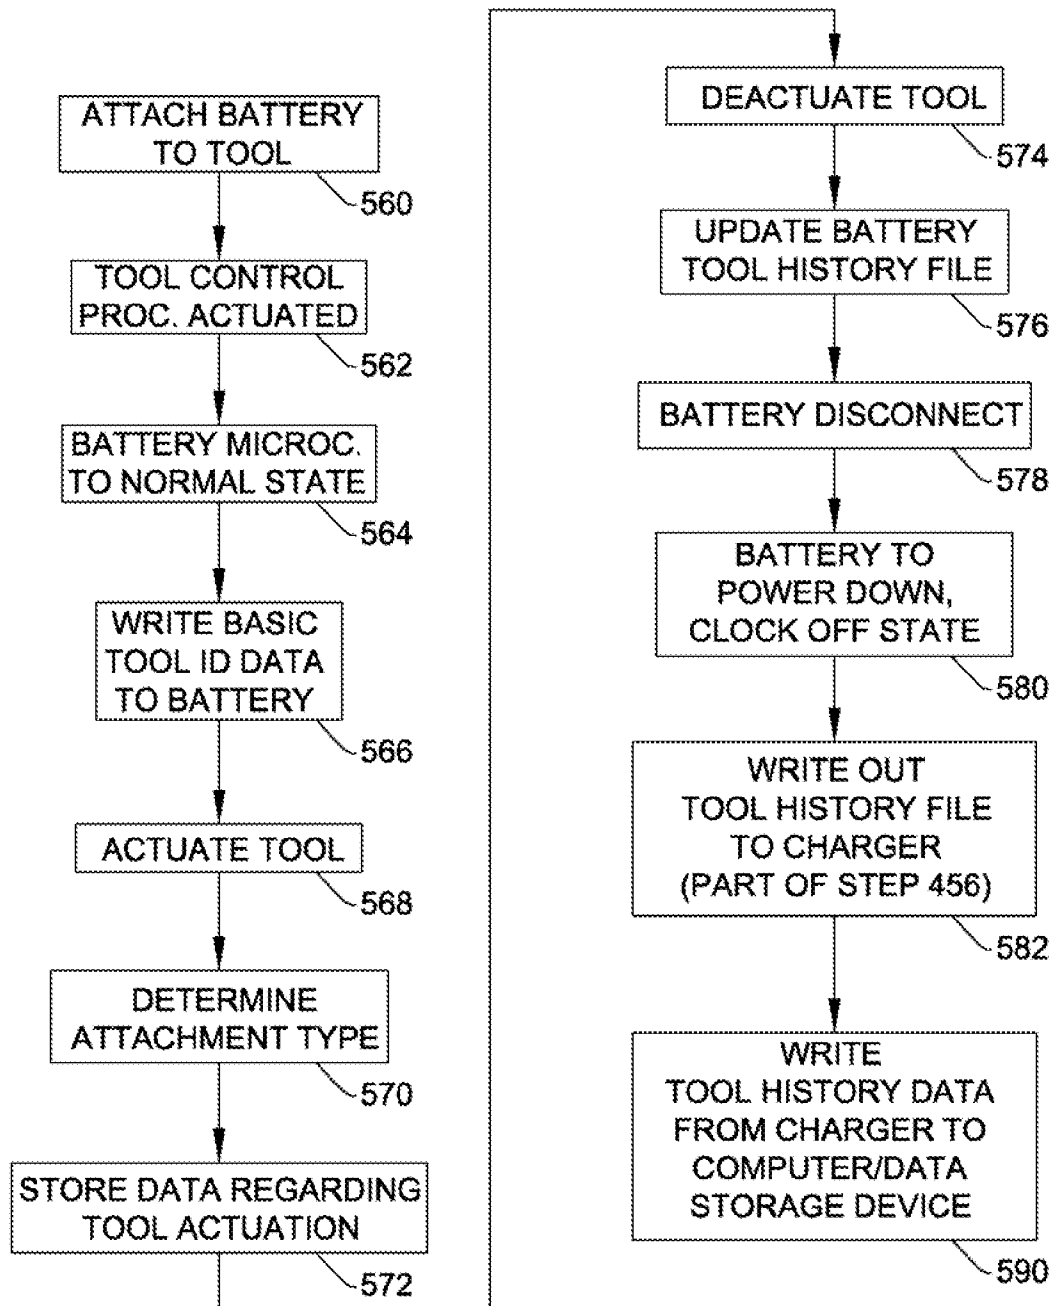 ATTACH BATTERY
TO TOOL
560
TOOL CONTROL
PROC. ACTUATED
562
BATTERY MICROC.
TO NORMAL STATE
564
WRITE BASIC
TOOL ID DATA
TO BATTERY
566
ACTUATE TOOL
568
DETERMINE
ATTACHMENT TYPE
570
STORE DATA REGARDING
TOOL ACTUATION
572
DEACTUATE TOOL
574
UPDATE BATTERY
TOOL HISTORY FILE
576
BATTERY DISCONNECT
578
BATTERY TO
POWER DOWN,
CLOCK OFF STATE
580
WRITE OUT
TOOL HISTORY FILE
TO CHARGER
(PART OF STEP 456)
582
WRITE
TOOL HISTORY DATA
FROM CHARGER TO
COMPUTER/DATA
STORAGE DEVICE
590